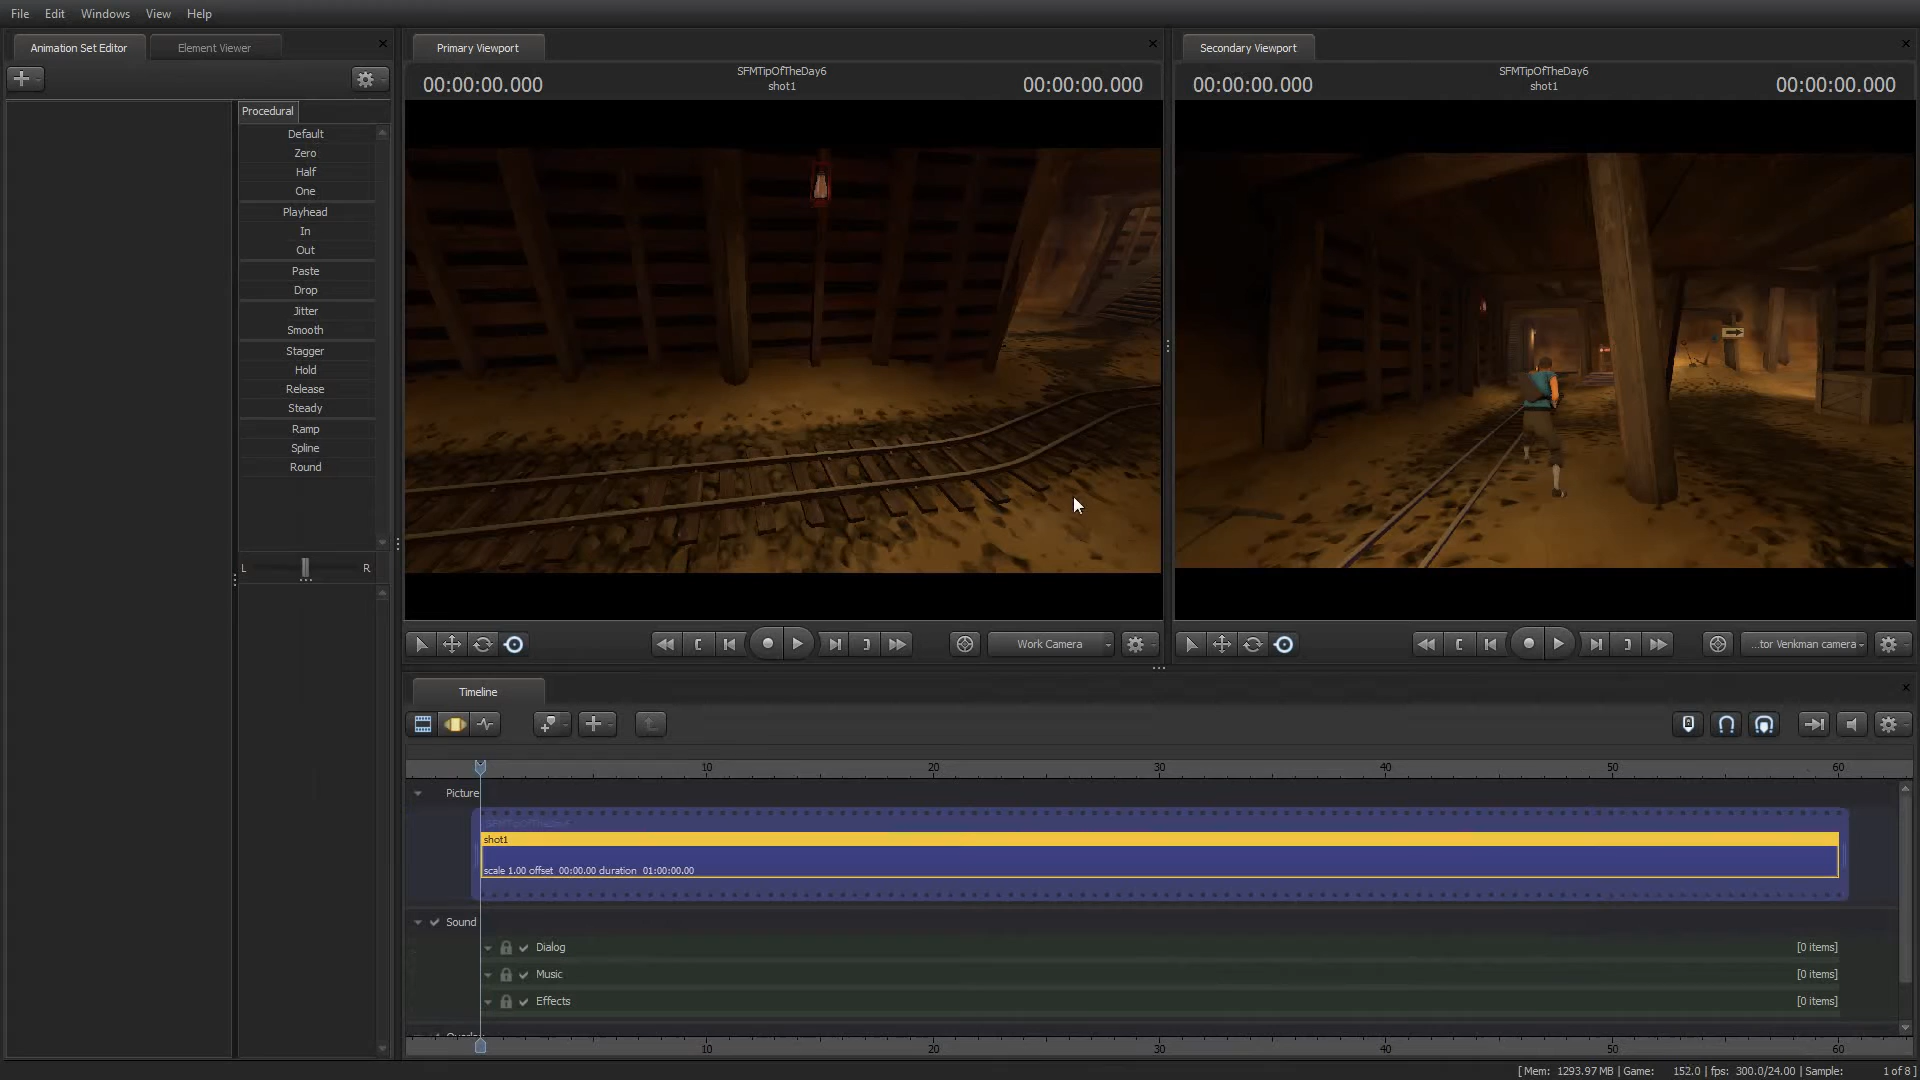 File Edit Windows View Help
Animation Set Editor Element Viewer
Primary Viewport
Secondary Viewport
00:00:00.000
SFMTipOfTheDay6
shot1
00:00:00.000
00:00:00.000
SFMTipOfTheDay6
shot1
00:00:00.000
Procedural
Default
Zero
Half
One
Playhead
In
Out
Paste
Drop
Jitter
Smooth
Stagger
Hold
Release
Steady
Ramp
Spline
Round
L R
Work Camera
...tor Venkman camera
Timeline
10 20 30 40 50 60
Picture
SFMTipOfTheDay6
shot1
scale 1.00 offset 00:00.00 duration 01:00:00.00
Sound
Dialog [0 items]
Music [0 items]
Effects [0 items]
10 20 30 40 50 60
[ Mem: 1293.97 MB | Game: 152.0 | fps: 300.0/24.00 | Sample: 1 of 8 ]